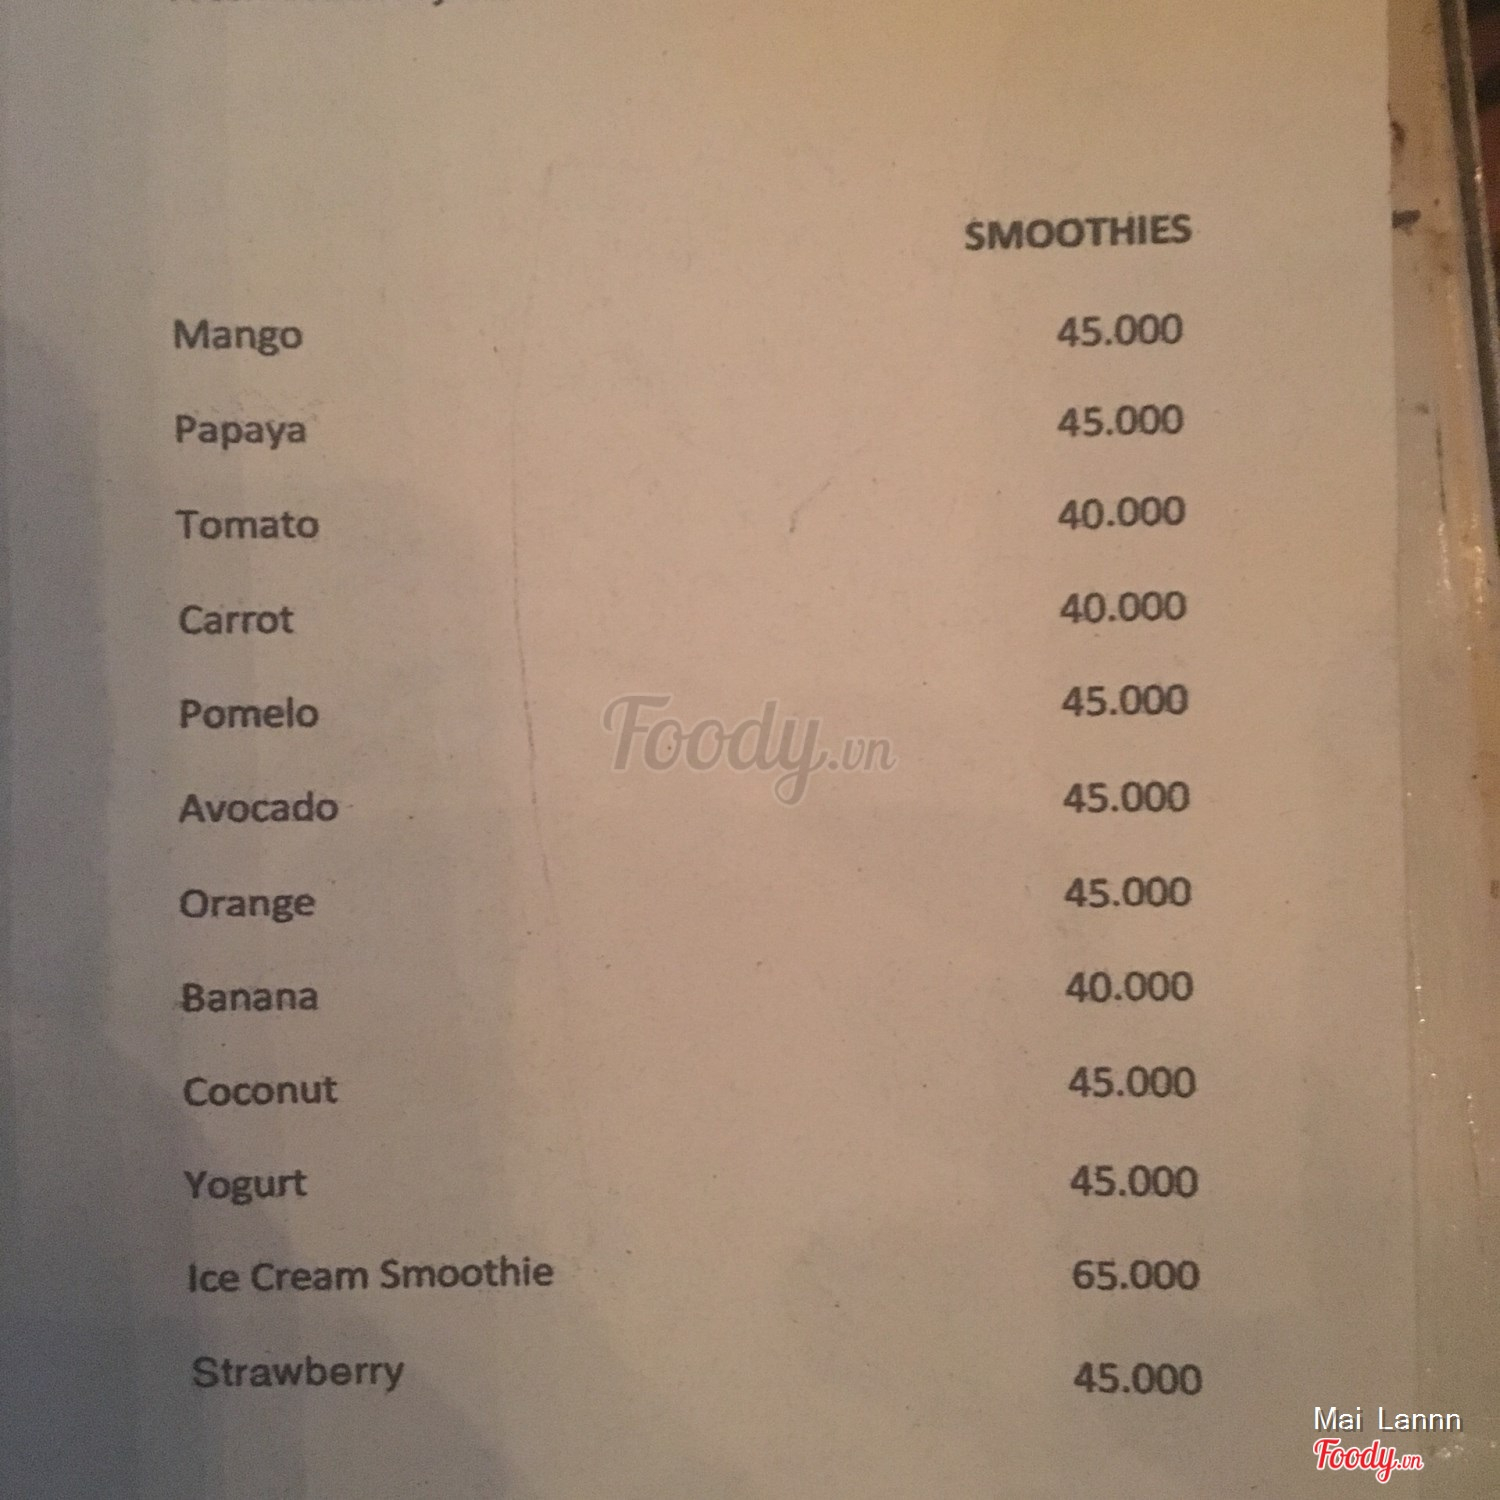 SMOOTHIES
Mango 45.000
Papaya 45.000
Tomato 40.000
Carrot 40.000
Pomelo 45.000
Foody.vn
Avocado 45.000
Orange 45.000
Banana 40.000
Coconut 45.000
Yogurt 45.000
Ice Cream Smoothie 65.000
Strawberry 45.000
Mai Lannn
Foody.vn